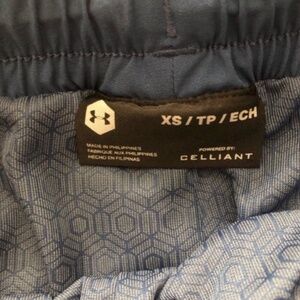 XS / TP / ECH
MADE IN PHILIPPINES
FABRIQUÉ AUX PHILIPPINES
HECHO EN FILIPINAS
POWERED BY:
CELLIANT